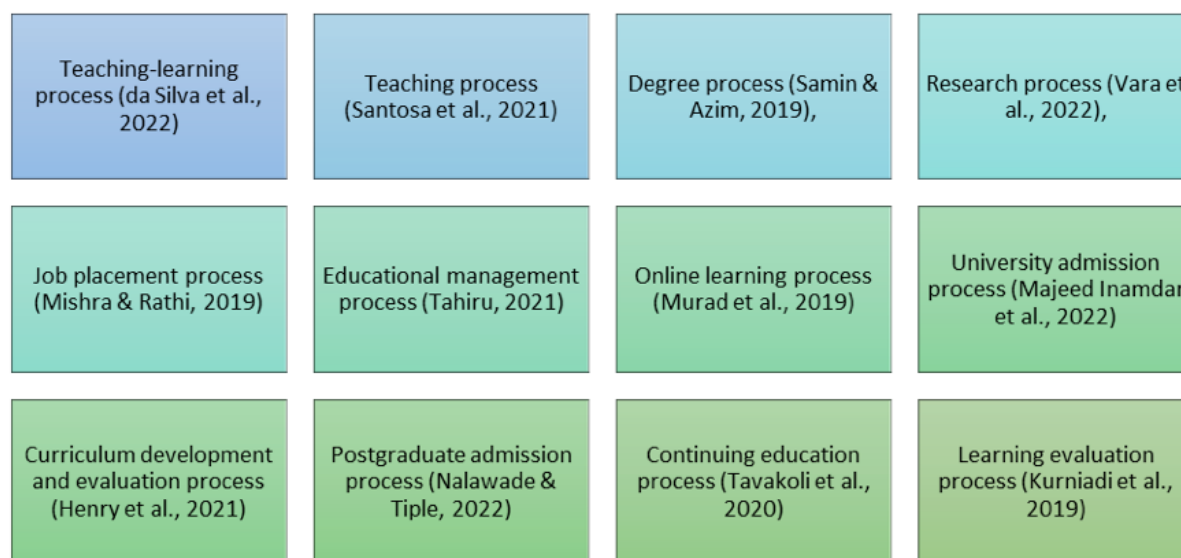 Teaching-learning
process (da Silva et al.,
2022)
Teaching process
(Santosa et al., 2021)
Degree process (Samin &
Azim, 2019),
Research process (Vara et
al., 2022),
Job placement process
(Mishra & Rathi, 2019)
Educational management
process (Tahiru, 2021)
Online learning process
(Murad et al., 2019)
University admission
process (Majeed Inamdar
et al., 2022)
Curriculum development
and evaluation process
(Henry et al., 2021)
Postgraduate admission
process (Nalawade &
Tiple, 2022)
Continuing education
process (Tavakoli et al.,
2020)
Learning evaluation
process (Kurniadi et al.,
2019)